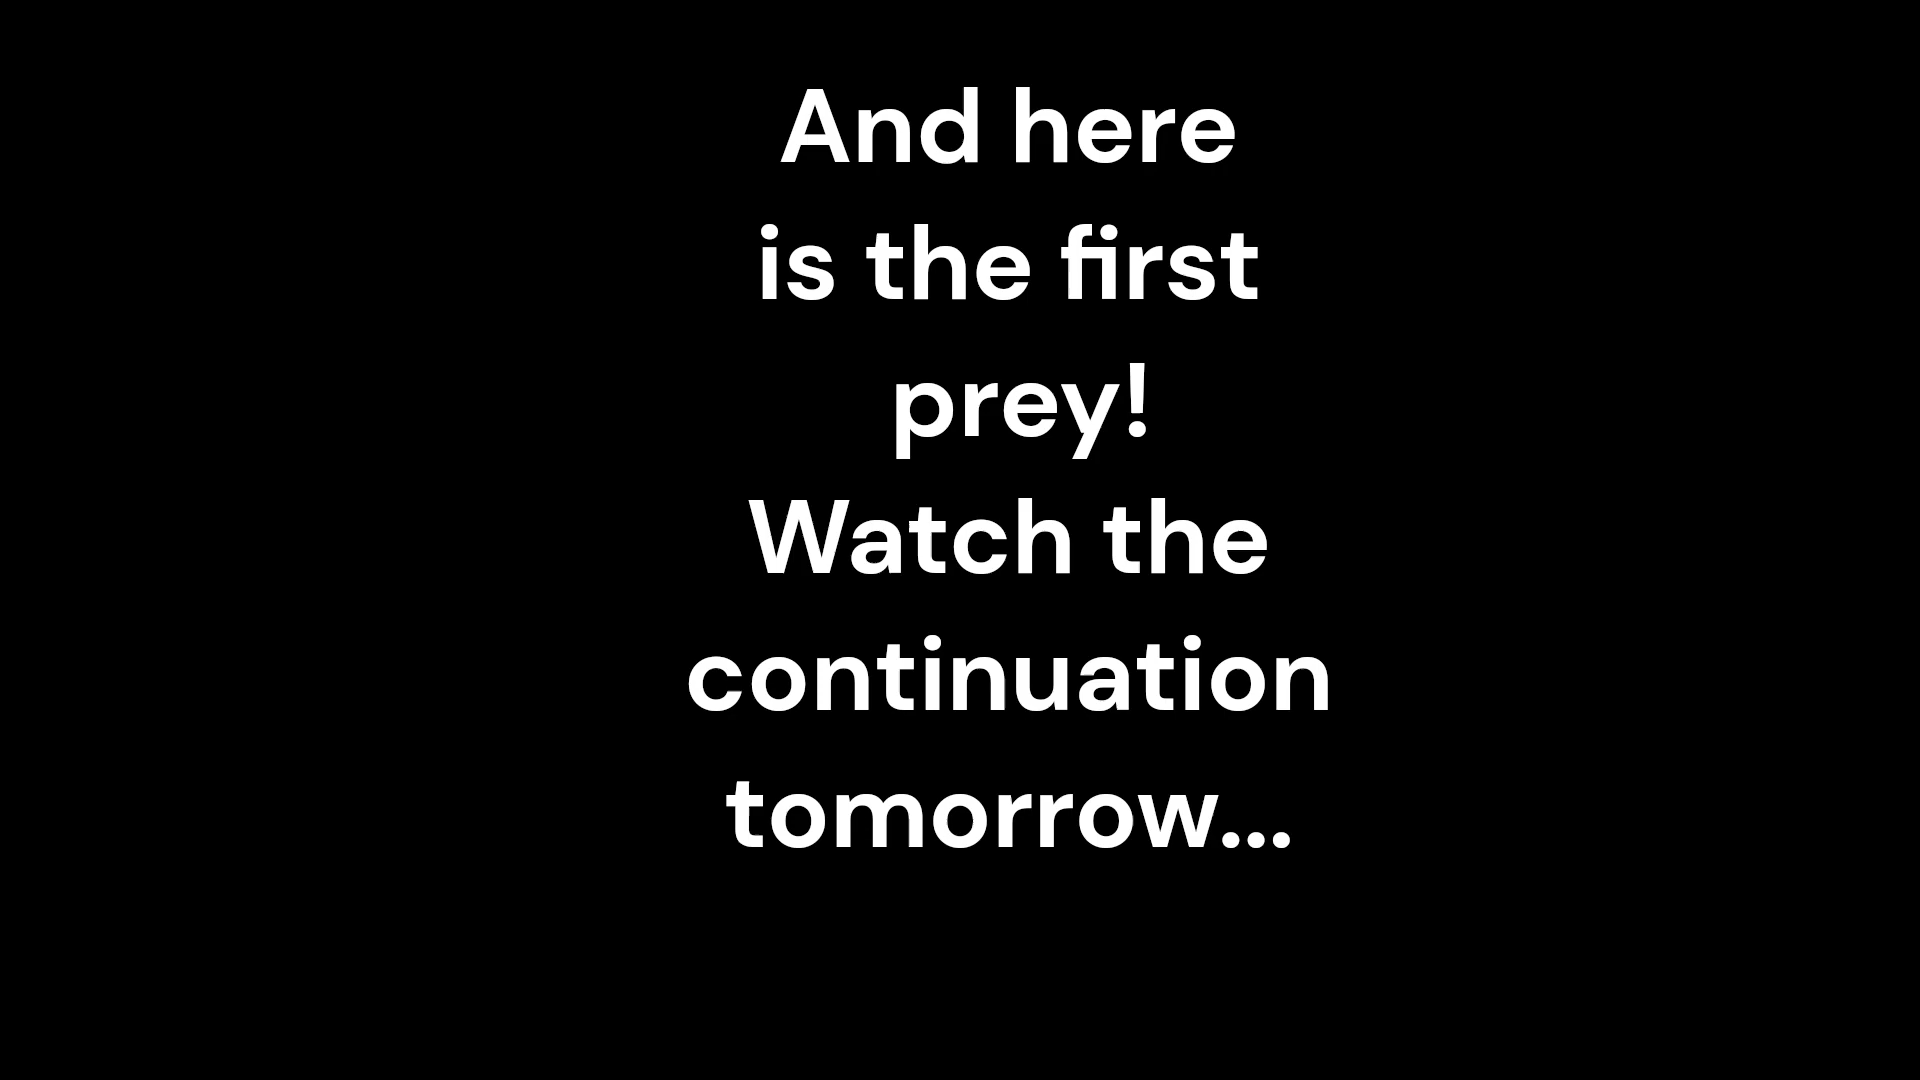 And here
is the first
prey!
Watch the
continuation
tomorrow...